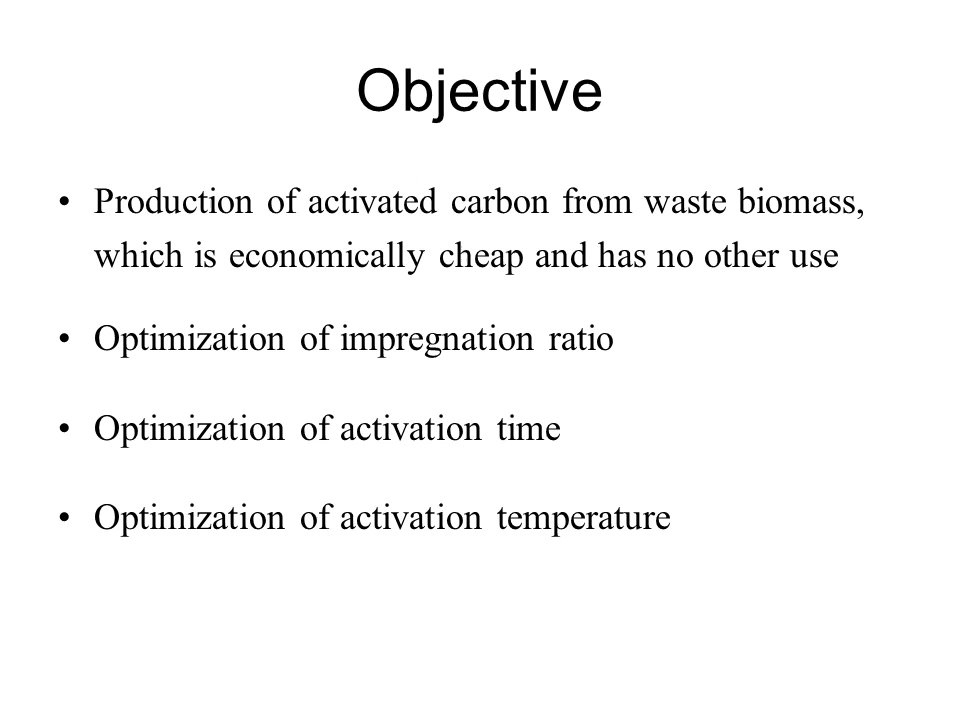 Objective
• Production of activated carbon from waste biomass,
which is economically cheap and has no other use
• Optimization of impregnation ratio
• Optimization of activation time
• Optimization of activation temperature